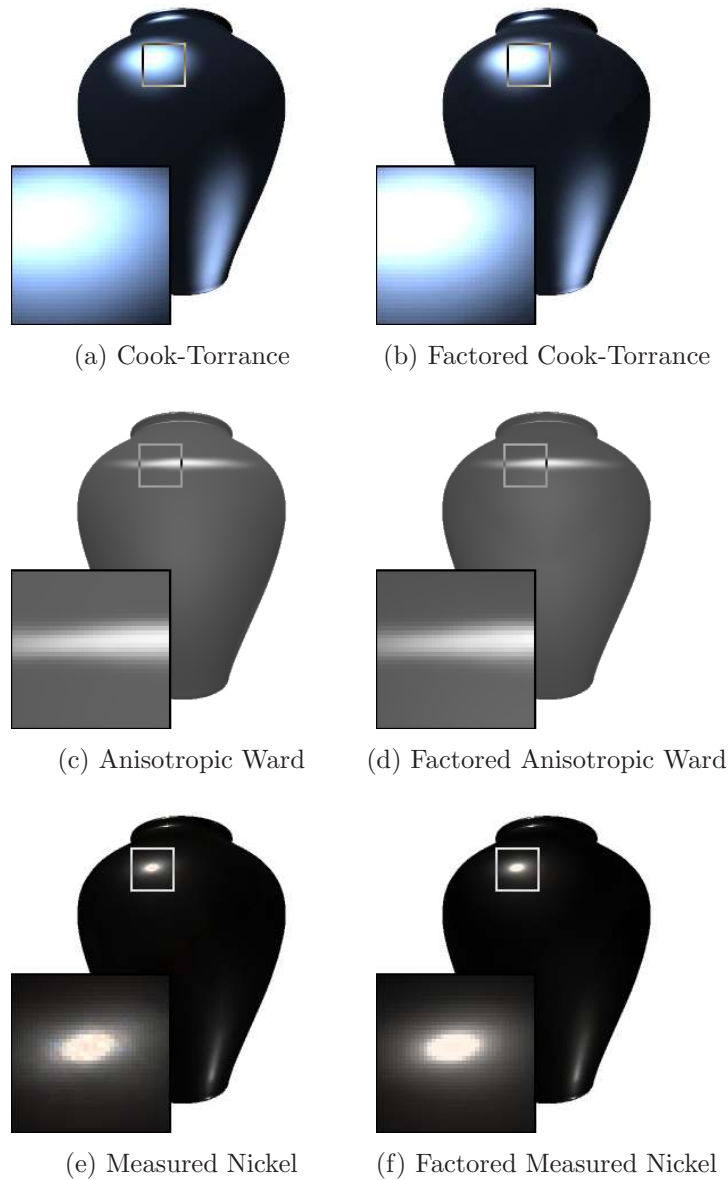 (a) Cook-Torrance
(b) Factored Cook-Torrance
(c) Anisotropic Ward
(d) Factored Anisotropic Ward
(e) Measured Nickel
(f) Factored Measured Nickel